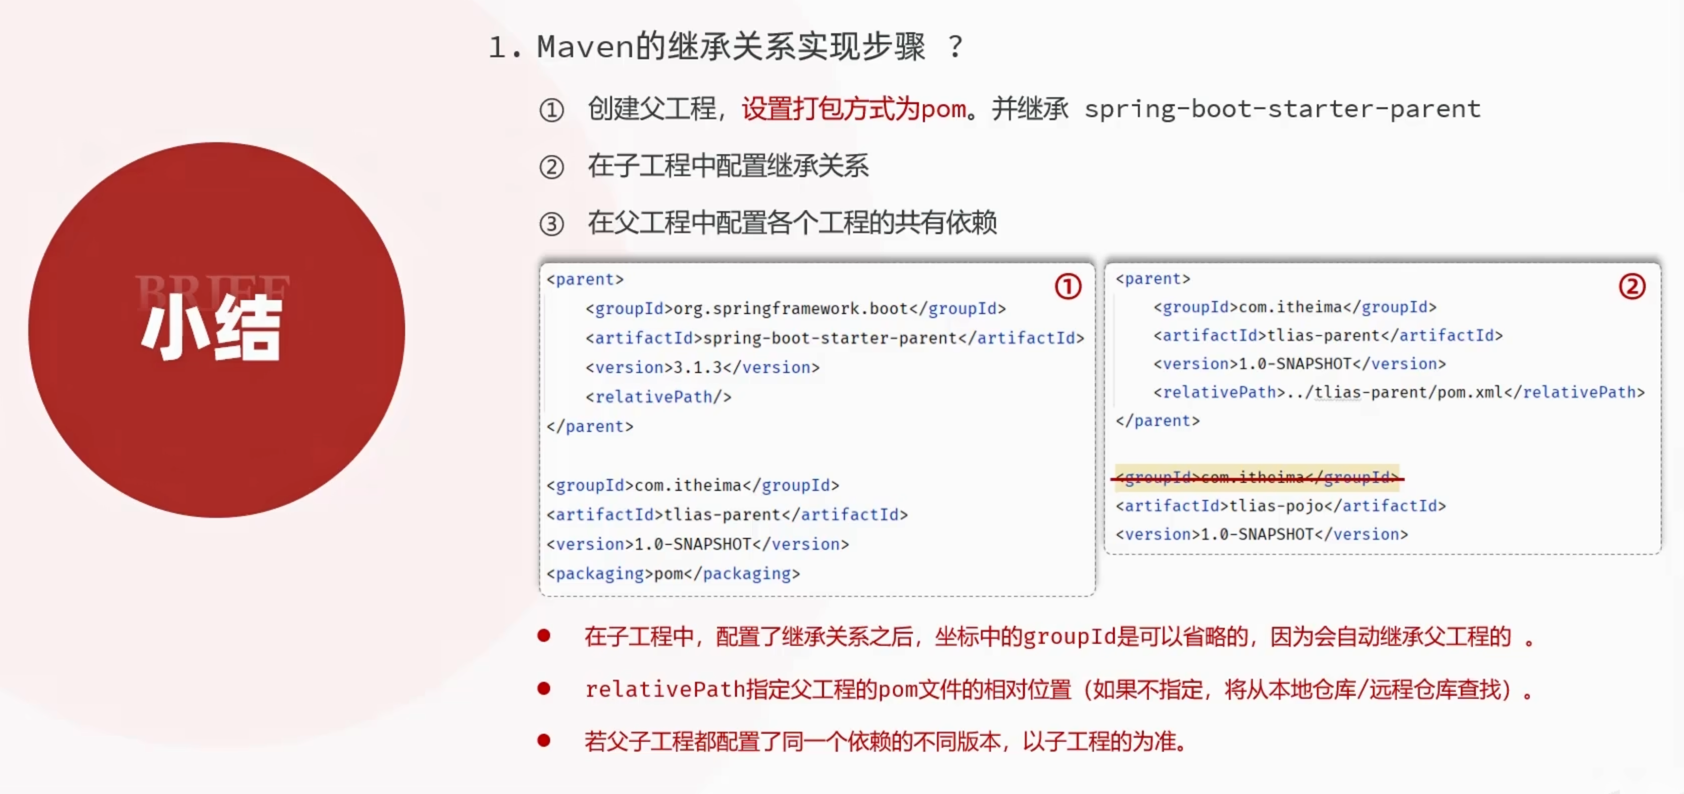 BRIEF
小结
1. Maven的继承关系实现步骤 ？
① 创建父工程，设置打包方式为pom。并继承 spring-boot-starter-parent
② 在子工程中配置继承关系
③ 在父工程中配置各个工程的共有依赖
①
<parent>
<groupId>org.springframework.boot</groupId>
<artifactId>spring-boot-starter-parent</artifactId>
<version>3.1.3</version>
<relativePath/>
</parent>
<groupId>com.itheima</groupId>
<artifactId>tlias-parent</artifactId>
<version>1.0-SNAPSHOT</version>
<packaging>pom</packaging>
②
<parent>
<groupId>com.itheima</groupId>
<artifactId>tlias-parent</artifactId>
<version>1.0-SNAPSHOT</version>
<relativePath>../tlias-parent/pom.xml</relativePath>
</parent>
<groupId>com.itheima</groupId>
<artifactId>tlias-pojo</artifactId>
<version>1.0-SNAPSHOT</version>
● 在子工程中，配置了继承关系之后，坐标中的groupId是可以省略的，因为会自动继承父工程的 。
● relativePath指定父工程的pom文件的相对位置（如果不指定，将从本地仓库/远程仓库查找）。
● 若父子工程都配置了同一个依赖的不同版本，以子工程的为准。